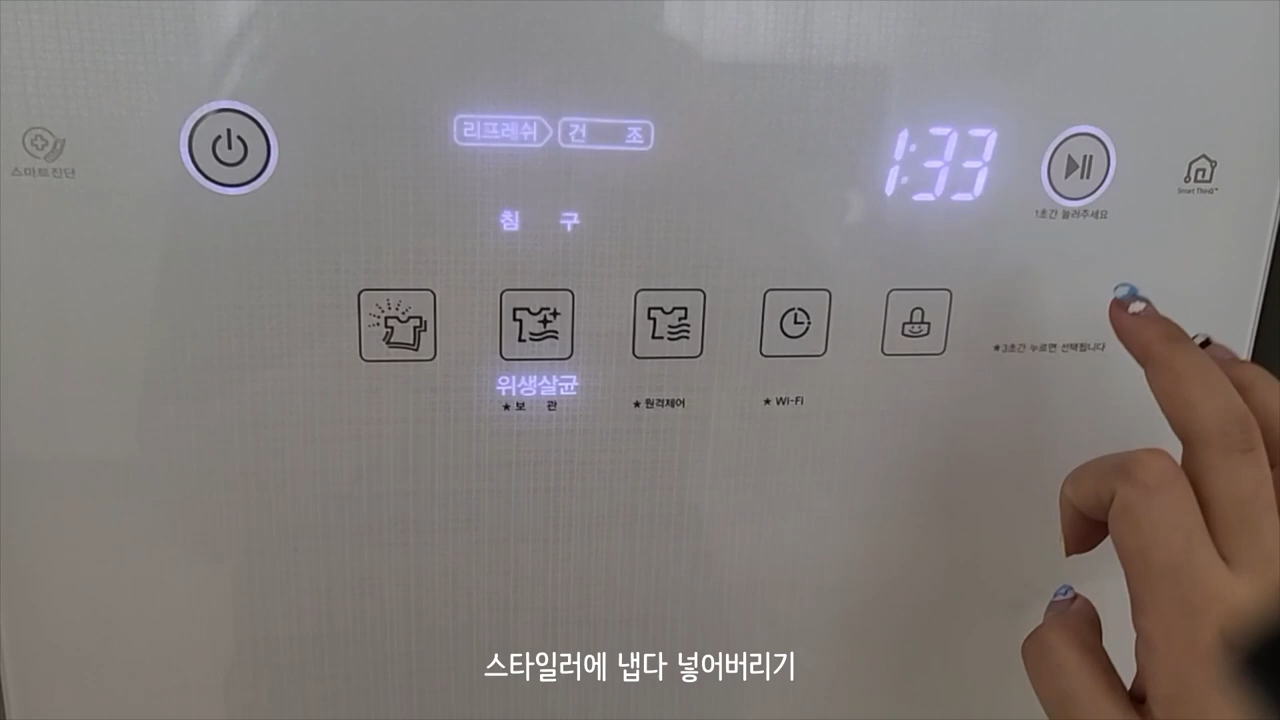 스마트진단
리프레쉬 건 조
1:33
1초간 눌러주세요
Smart ThinQ™
침 구
★3초간 누르면 선택됩니다
위생살균
★ 보 관
★ 원격제어
★ Wi-Fi
스타일러에 냅다 넣어버리기